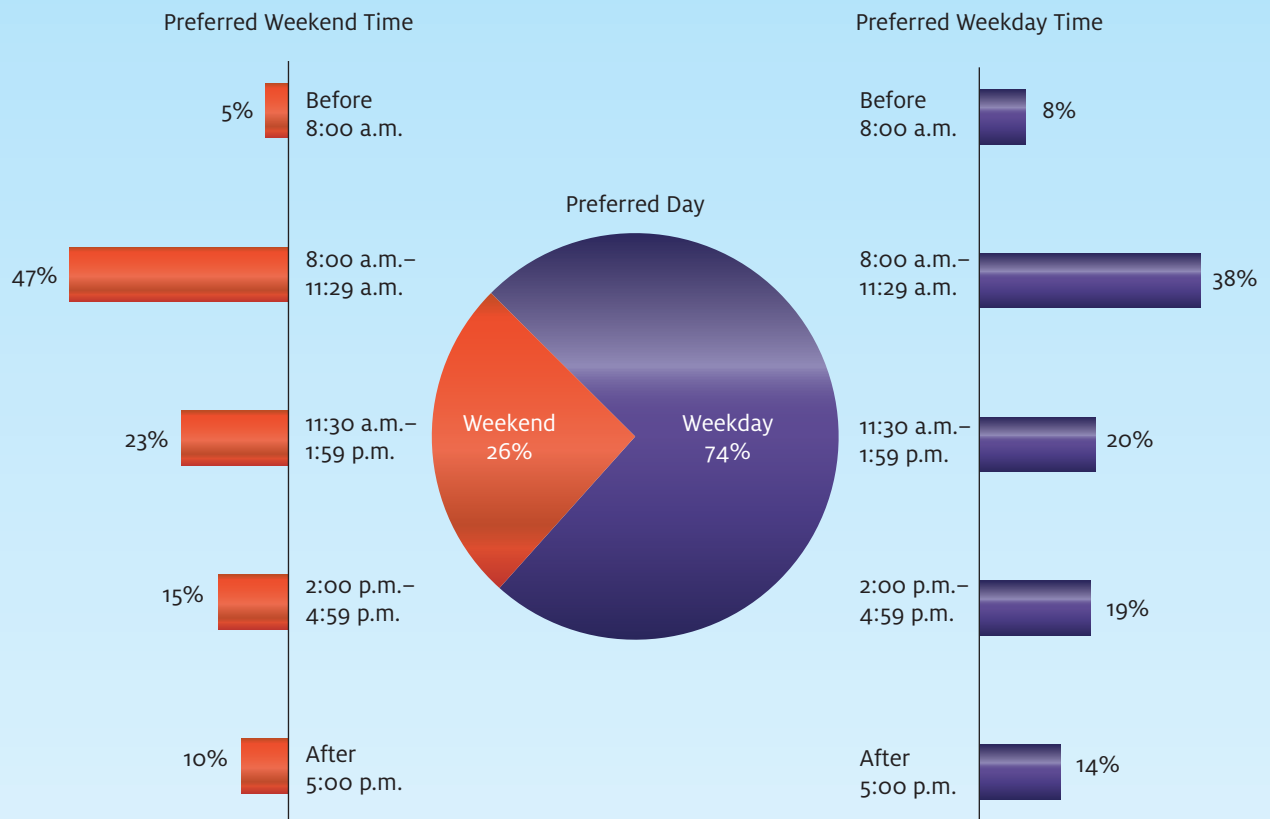 Preferred Weekend Time
5%
Before
8:00 a.m.
47%
8:00 a.m.–
11:29 a.m.
23%
11:30 a.m.–
1:59 p.m.
15%
2:00 p.m.–
4:59 p.m.
10%
After
5:00 p.m.
Preferred Day
Weekend
26%
Weekday
74%
Preferred Weekday Time
Before
8:00 a.m.
8%
8:00 a.m.–
11:29 a.m.
38%
11:30 a.m.–
1:59 p.m.
20%
2:00 p.m.–
4:59 p.m.
19%
After
5:00 p.m.
14%